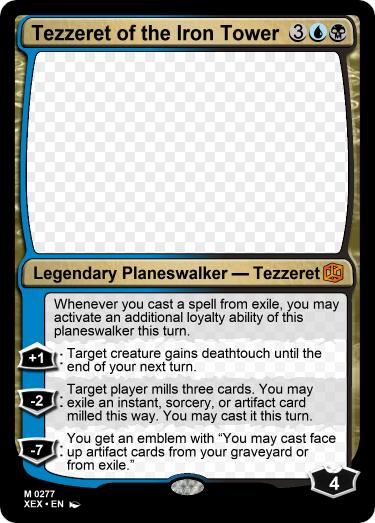 Tezzeret of the Iron Tower 3
Legendary Planeswalker — Tezzeret
Whenever you cast a spell from exile, you may
activate an additional loyalty ability of this
planeswalker this turn.
+1: Target creature gains deathtouch until the
end of your next turn.
-2: Target player mills three cards. You may
exile an instant, sorcery, or artifact card
milled this way. You may cast it this turn.
-7: You get an emblem with “You may cast face
up artifact cards from your graveyard or
from exile.”
4
M 0277
XEX • EN